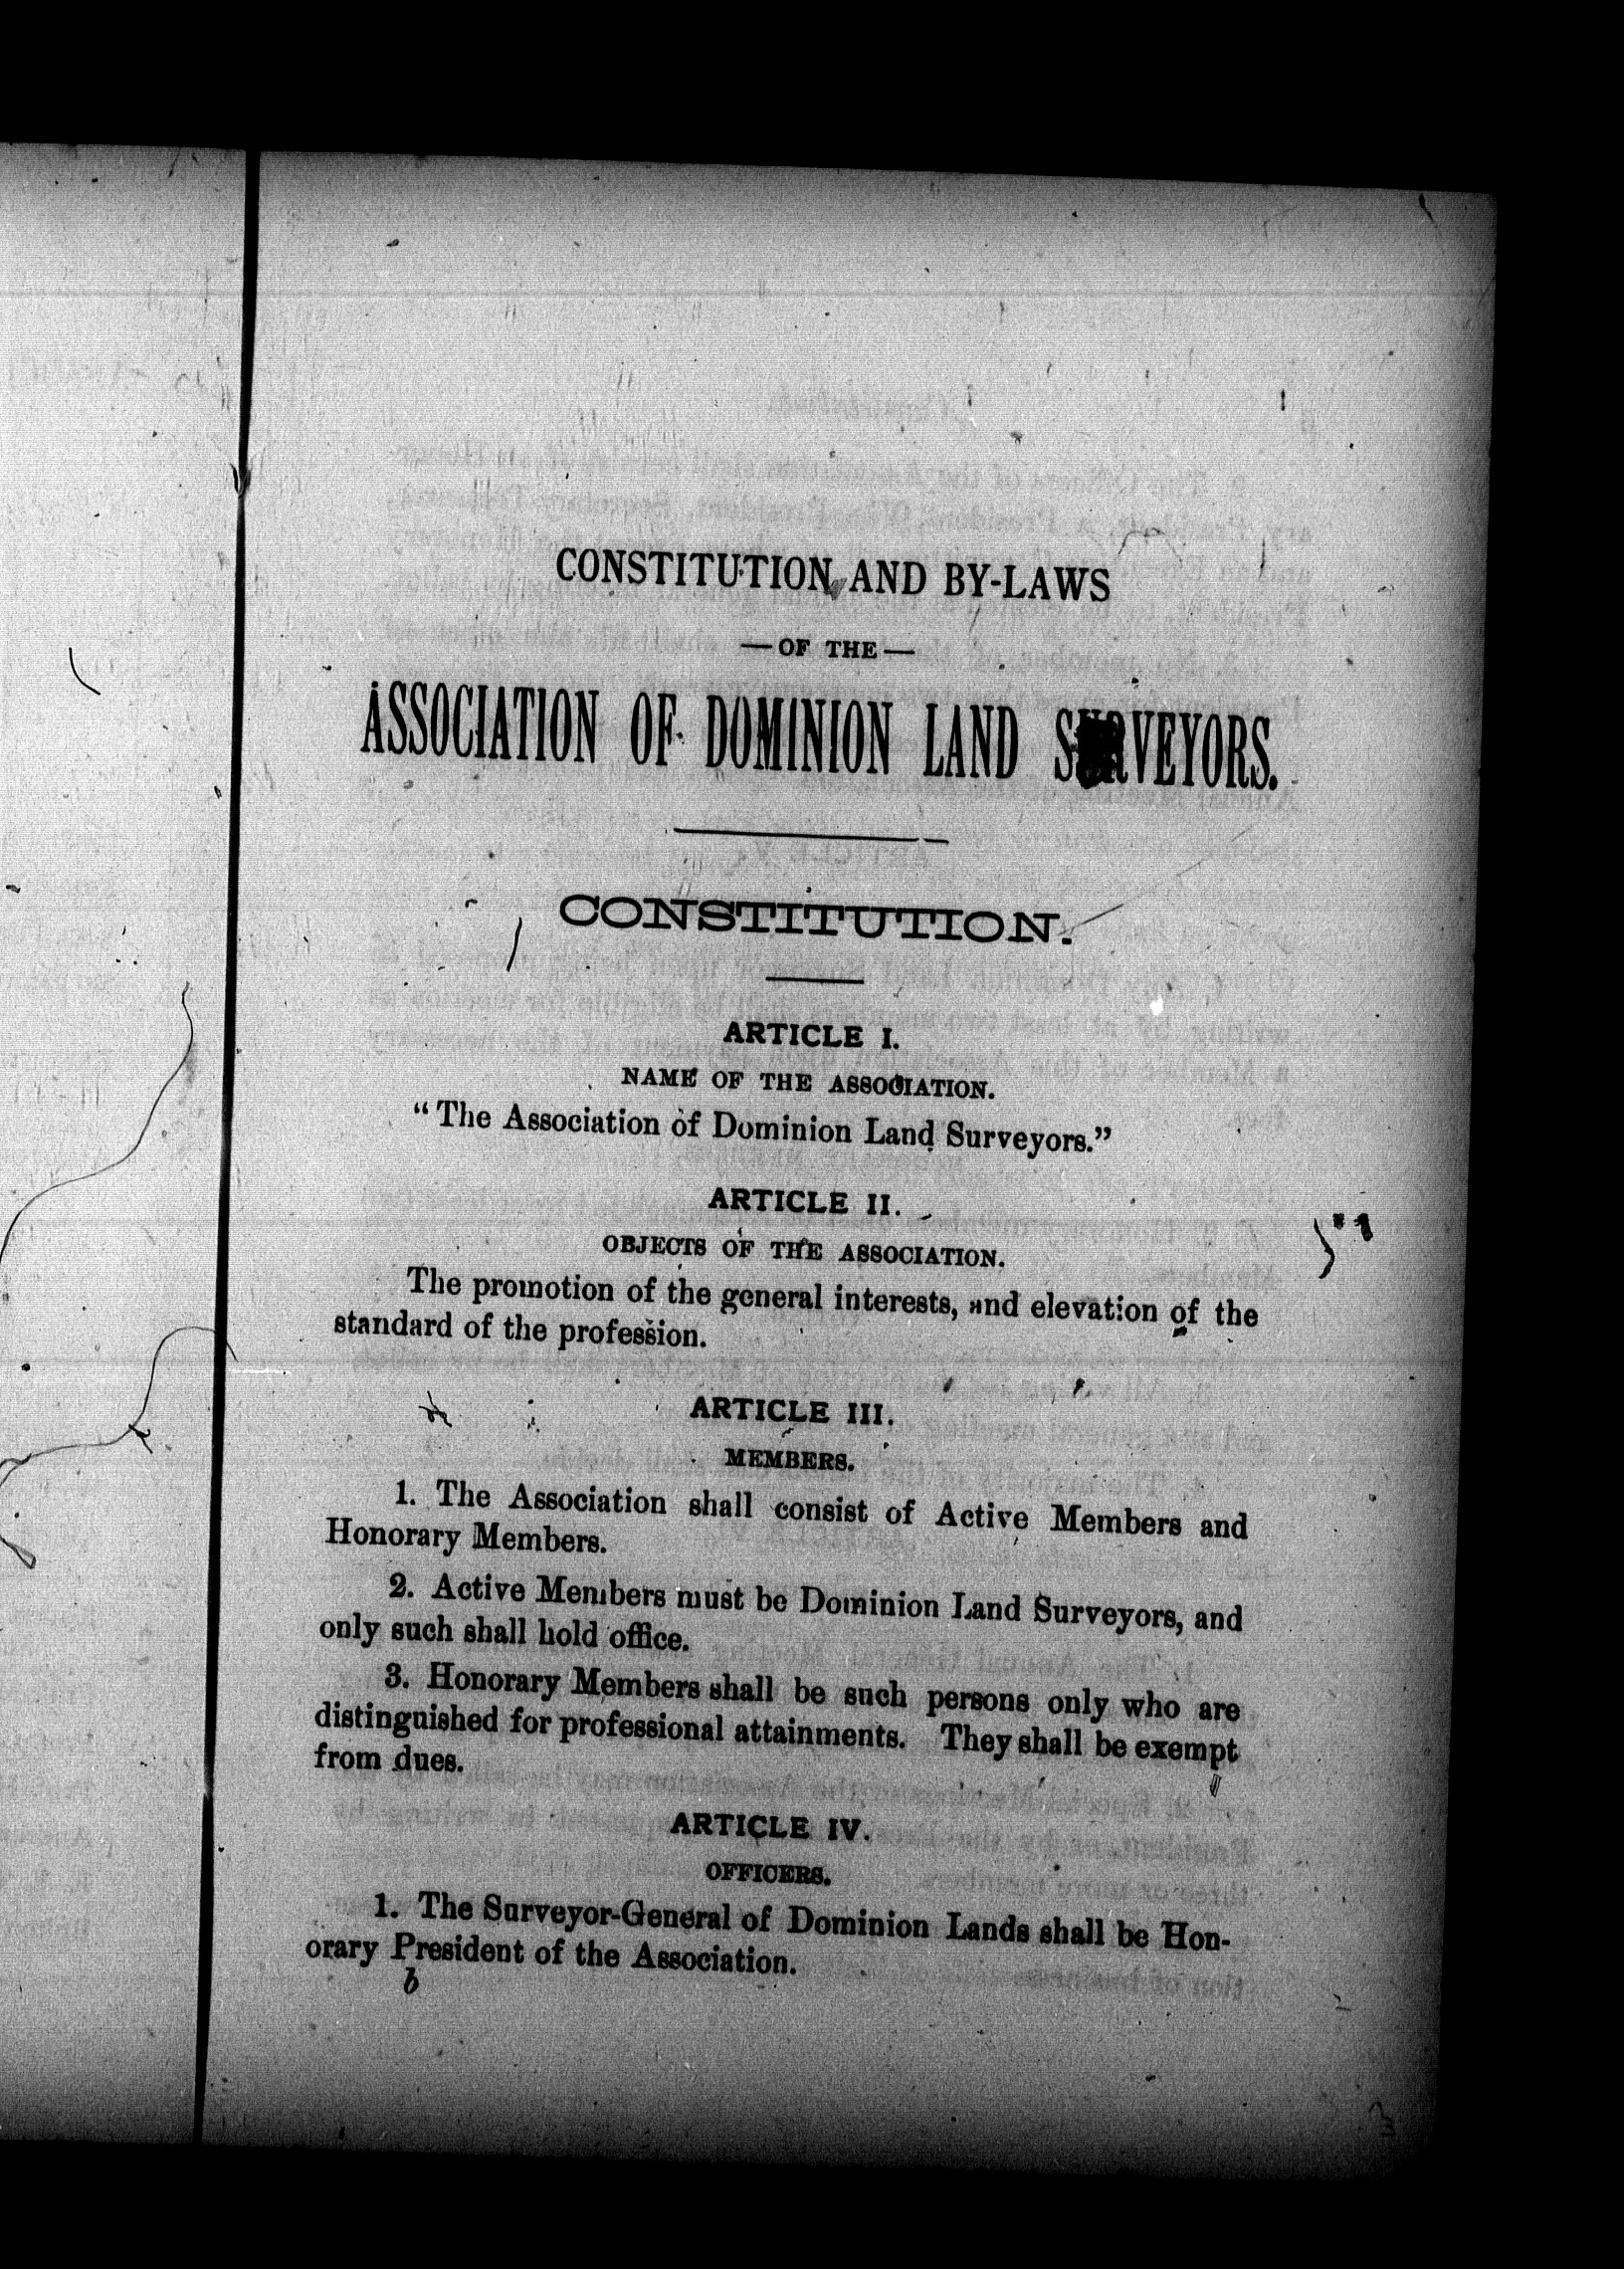 CONSTITUTION AND BY-LAWS
— OF THE —
ASSOCIATION OF DOMINION LAND SURVEYORS.
CONSTITUTION.
ARTICLE I.
NAME OF THE ASSOCIATION.
"The Association of Dominion Land Surveyors."
ARTICLE II.
OBJECTS OF THE ASSOCIATION.
The promotion of the general interests, and elevation of the
standard of the profession.
ARTICLE III.
MEMBERS.
1. The Association shall consist of Active Members and
Honorary Members.
2. Active Members must be Dominion Land Surveyors, and
only such shall hold office.
3. Honorary Members shall be such persons only who are
distinguished for professional attainments. They shall be exempt
from dues.
ARTICLE IV.
OFFICERS.
1. The Surveyor-General of Dominion Lands shall be Hon-
orary President of the Association.
b